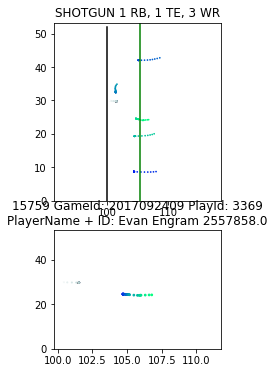 SHOTGUN 1 RB, 1 TE, 3 WR
50
40
30
20
10
0
100
110
15759 GameId: 2017092409 PlayId: 3369
PlayerName + ID: Evan Engram 2557858.0
40
20
0
100.0 102.5 105.0 107.5 110.0